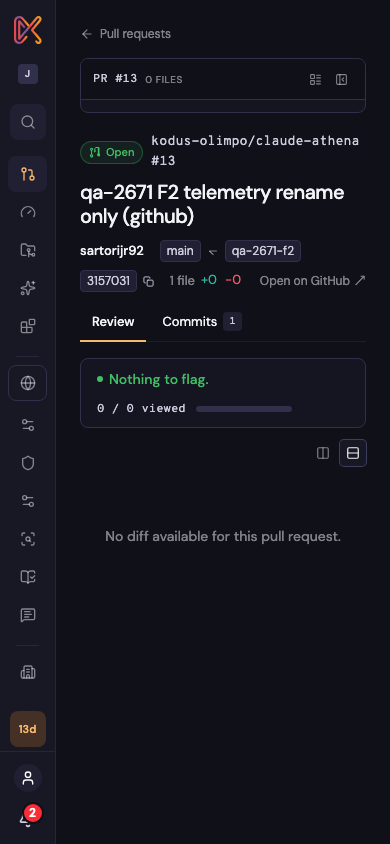 Pull requests
J
PR #13 0 FILES
Open
kodus-olimpo/claude-athena
#13
qa-2671 F2 telemetry rename
only (github)
sartorijr92 main ← qa-2671-f2
3157031 1 file +0 −0 Open on GitHub ↗
Review Commits 1
Nothing to flag.
0 / 0 viewed
No diff available for this pull request.
13d
2